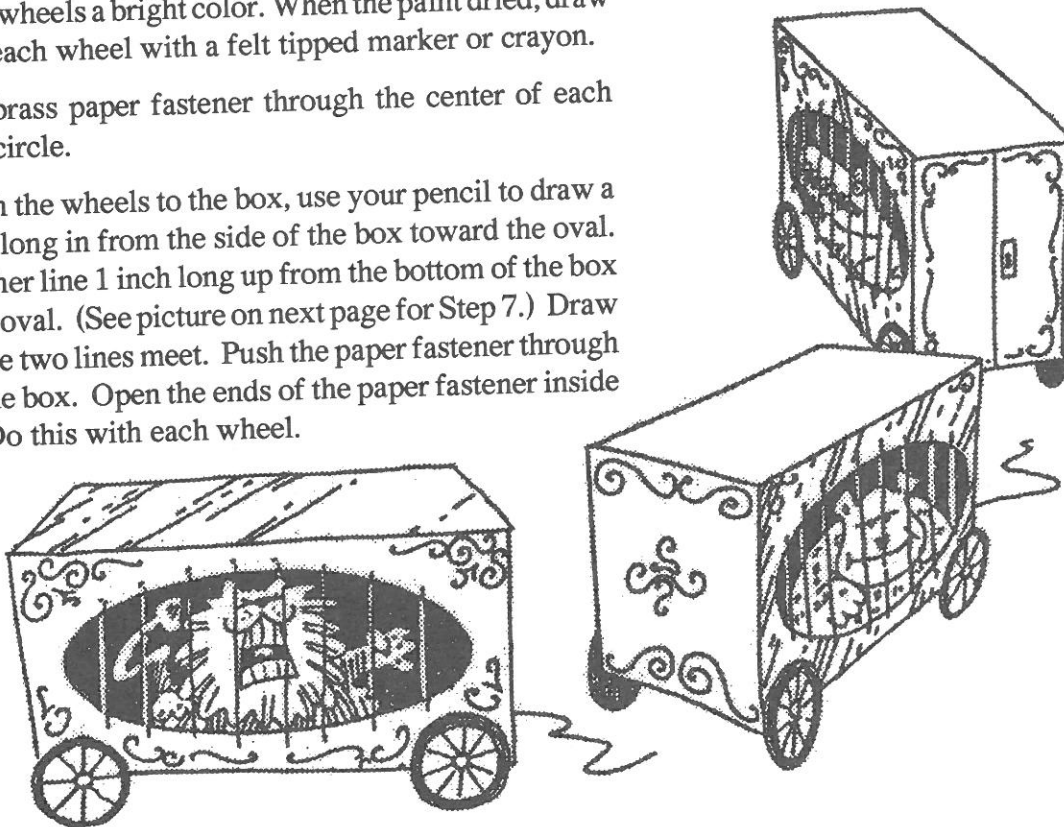 wheels a bright color. When the paint dried, draw
each wheel with a felt tipped marker or crayon.
brass paper fastener through the center of each
circle.
the wheels to the box, use your pencil to draw a
long in from the side of the box toward the oval.
line 1 inch long up from the bottom of the box
oval. (See picture on next page for Step 7.) Draw
two lines meet. Push the paper fastener through
box. Open the ends of the paper fastener inside
Do this with each wheel.